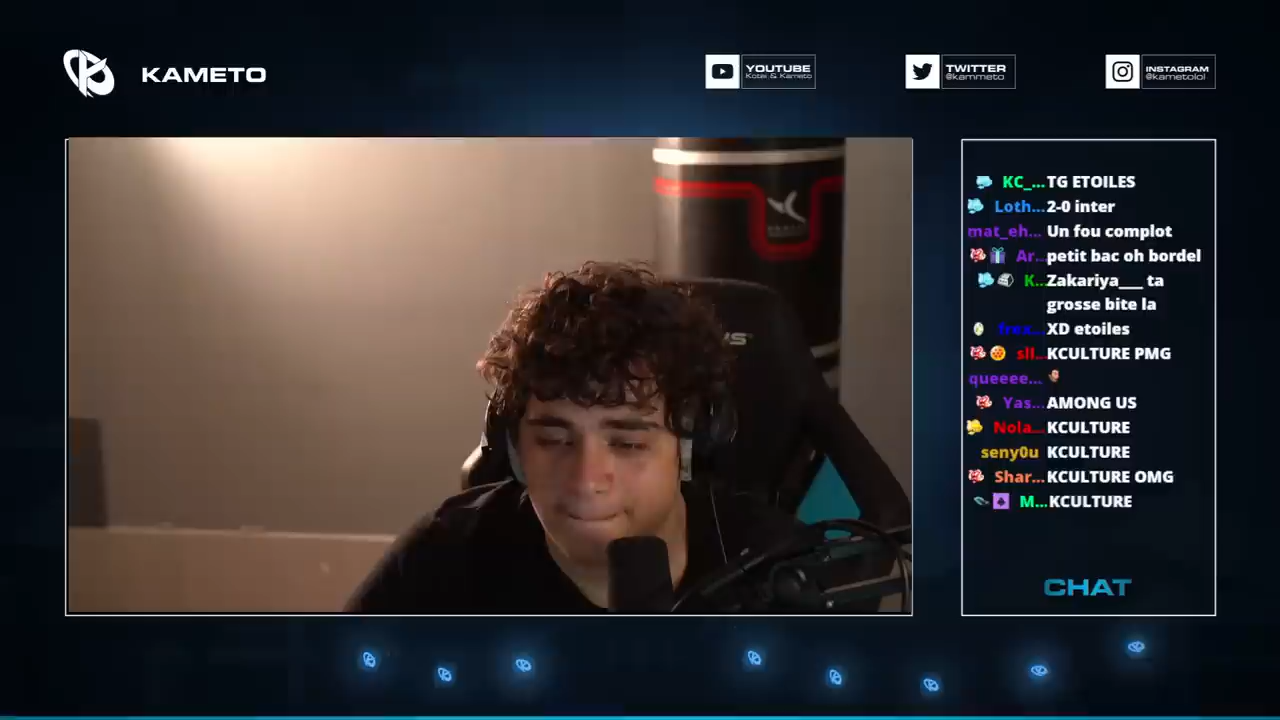 KAMETO
YOUTUBE
Kotei & Kameto
TWITTER
@kammeto
INSTAGRAM
@kametolol
KC_... TG ETOILES
Loth... 2-0 inter
mat_eh... Un fou complot
Ar... petit bac oh bordel
K... Zakariya___ ta
grosse bite la
frex... XD etoiles
sll... KCULTURE PMG
queeee...
Yas... AMONG US
Nola... KCULTURE
seny0u KCULTURE
Shar... KCULTURE OMG
M... KCULTURE
CHAT